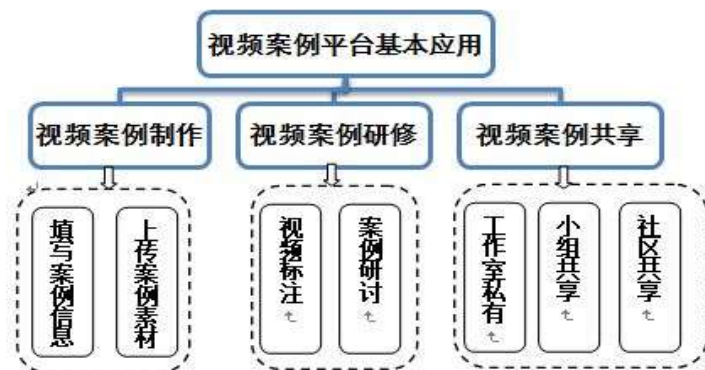 视频案例平台基本应用
视频案例制作
视频案例研修
视频案例共享
填写案例信息
上传案例素材
视频标注
案例研讨
工作室私有
小组共享
社区共享